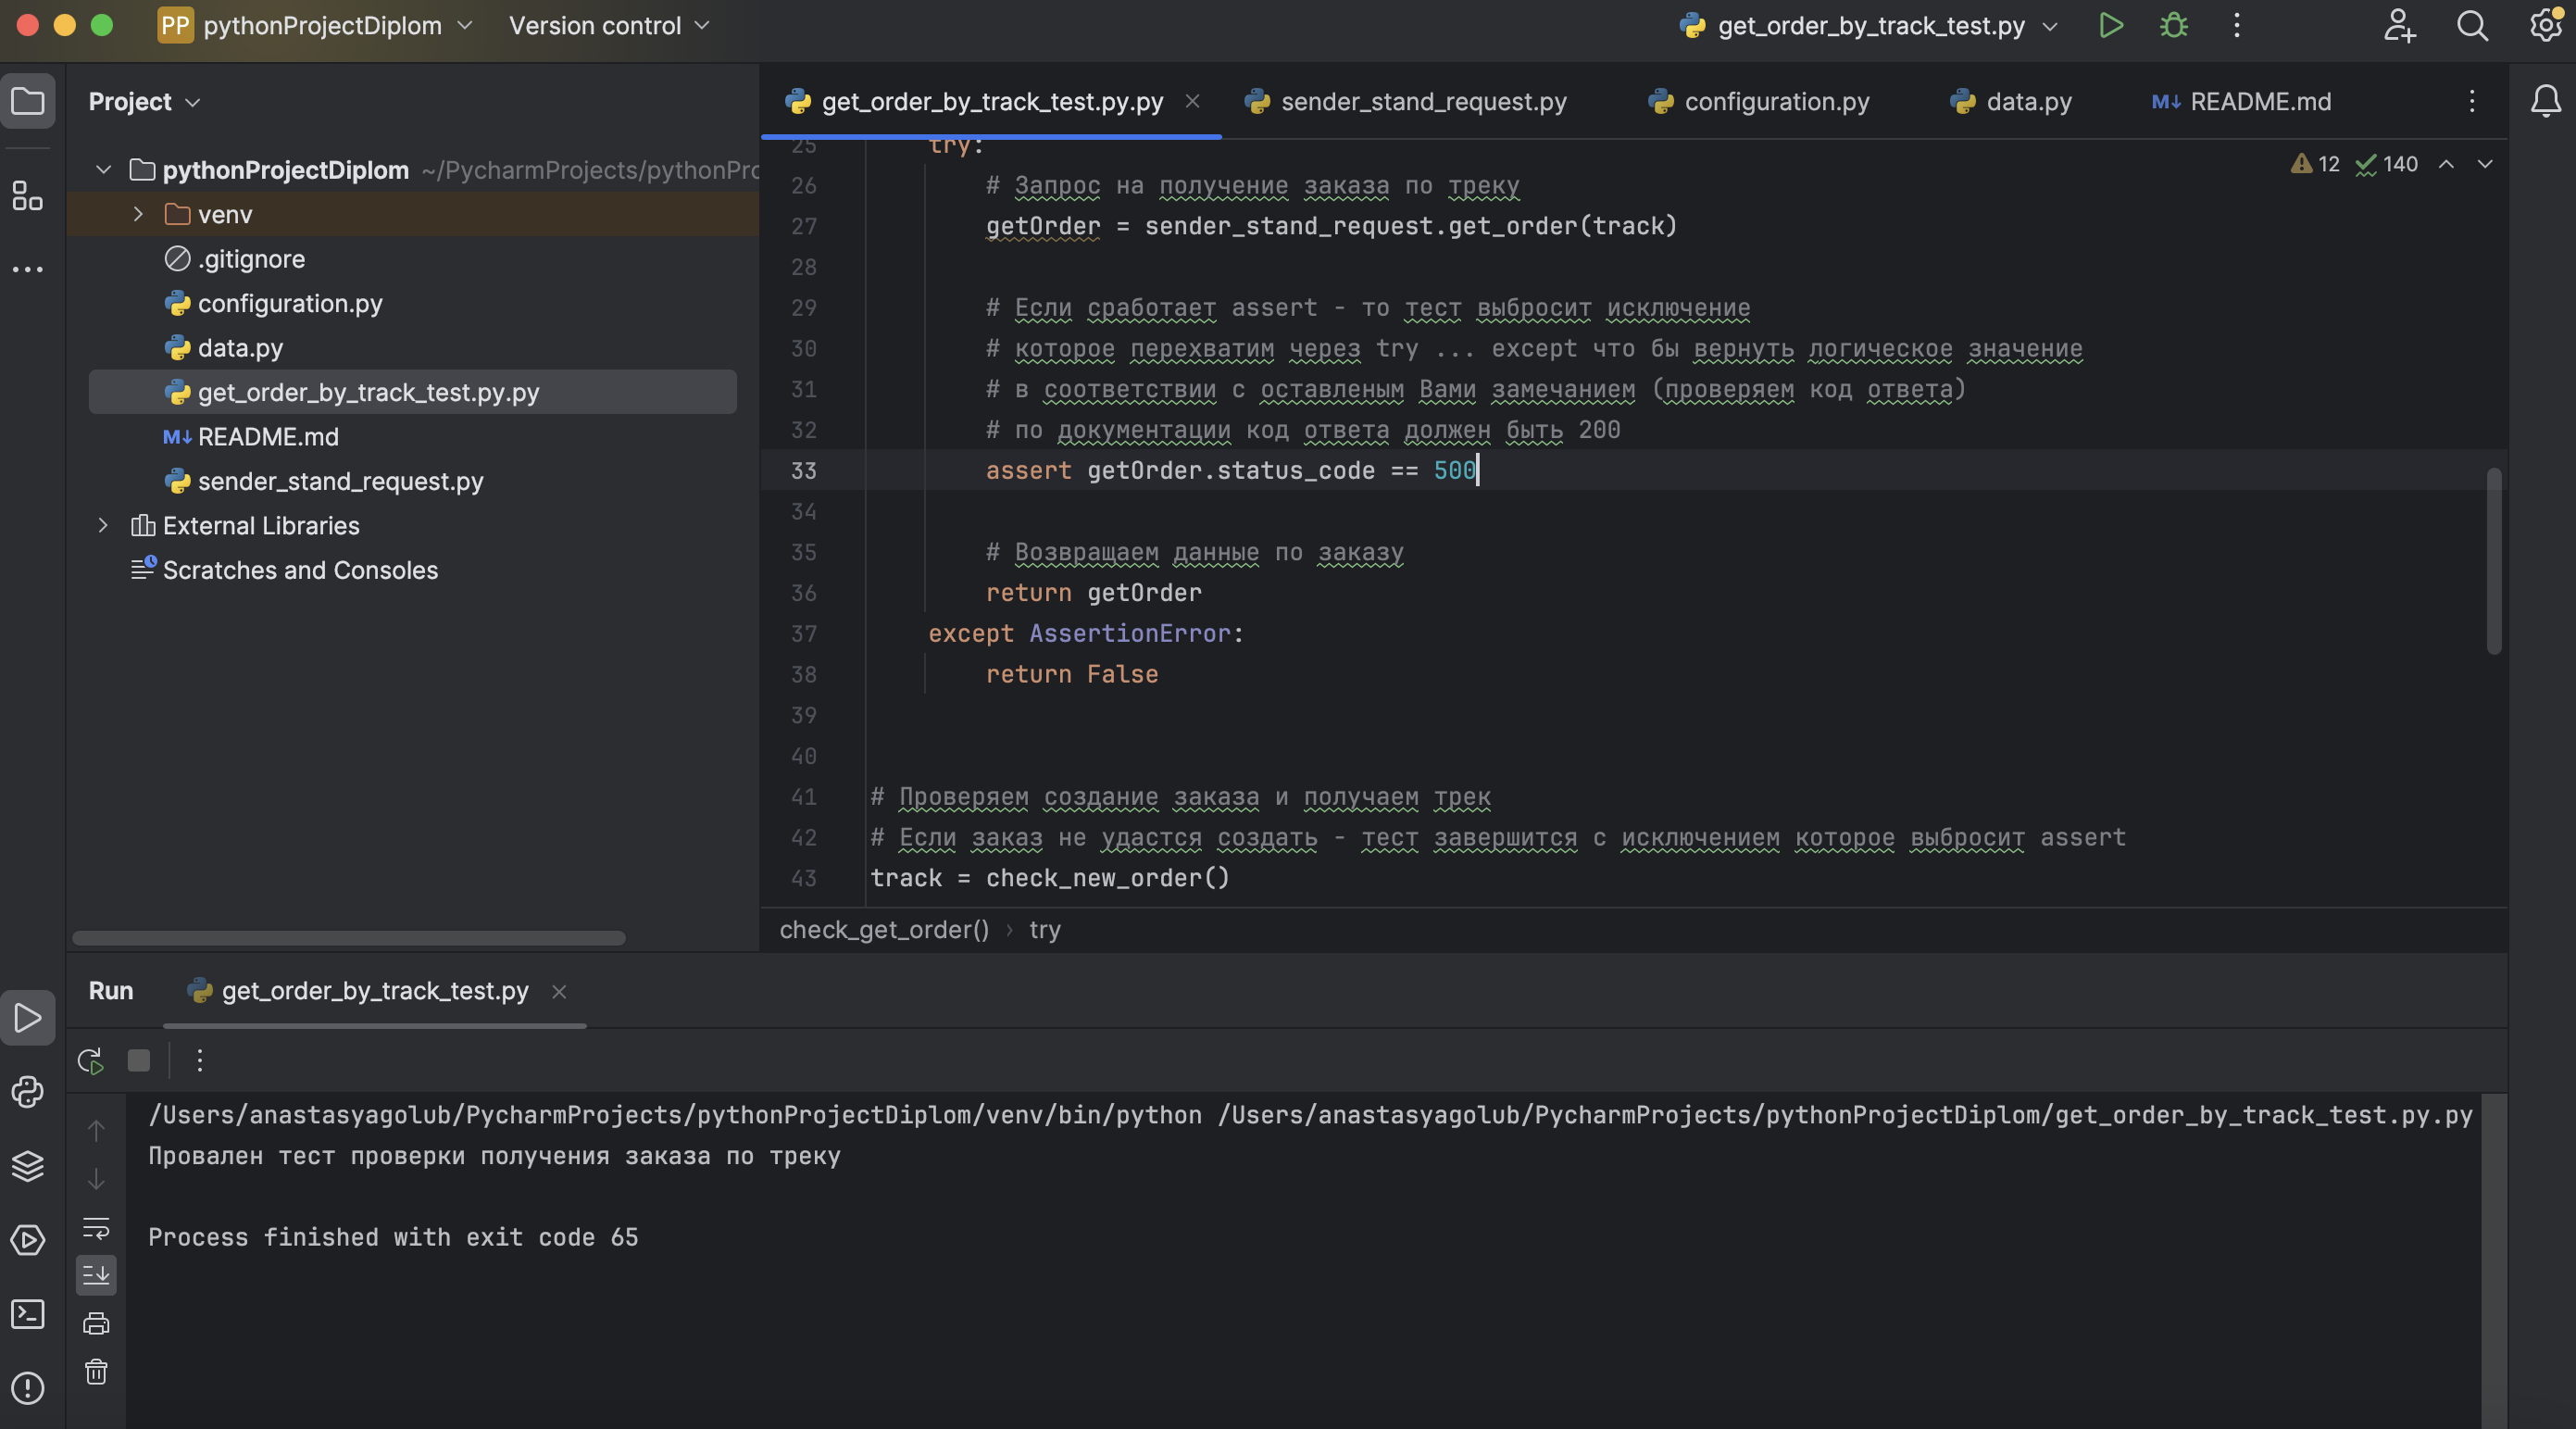 PP pythonProjectDiplom Version control get_order_by_track_test.py
Project
pythonProjectDiplom ~/PycharmProjects/pythonPro
venv
.gitignore
configuration.py
data.py
get_order_by_track_test.py.py
M↓ README.md
sender_stand_request.py
External Libraries
Scratches and Consoles
get_order_by_track_test.py.py sender_stand_request.py configuration.py data.py M↓ README.md
12 140
25 try:
26 # Запрос на получение заказа по треку
27 getOrder = sender_stand_request.get_order(track)
28
29 # Если сработает assert - то тест выбросит исключение
30 # которое перехватим через try ... except что бы вернуть логическое значение
31 # в соответствии с оставленым Вами замечанием (проверяем код ответа)
32 # по документации код ответа должен быть 200
33 assert getOrder.status_code == 500
34
35 # Возвращаем данные по заказу
36 return getOrder
37 except AssertionError:
38 return False
39
40
41 # Проверяем создание заказа и получаем трек
42 # Если заказ не удастся создать - тест завершится с исключением которое выбросит assert
43 track = check_new_order()
check_get_order() › try
Run get_order_by_track_test.py
/Users/anastasyagolub/PycharmProjects/pythonProjectDiplom/venv/bin/python /Users/anastasyagolub/PycharmProjects/pythonProjectDiplom/get_order_by_track_test.py.py
Провален тест проверки получения заказа по треку
Process finished with exit code 65